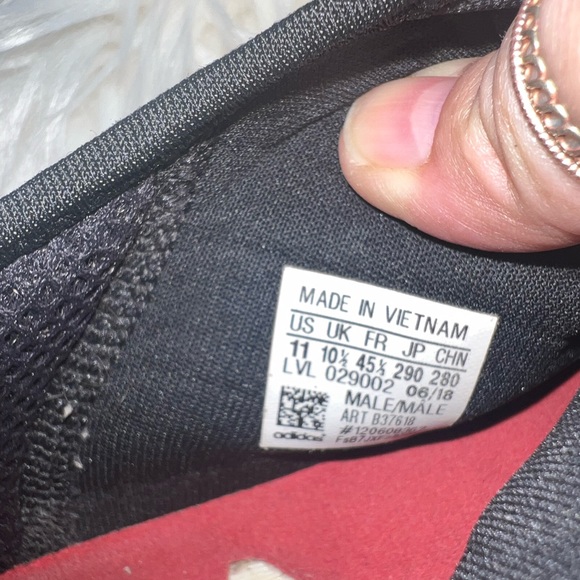 MADE IN VIETNAM
US UK FR JP CHN
11 10½ 45⅓ 290 280
LVL 029002 06/18
MALE/MÂLE
ART B37618
adidas